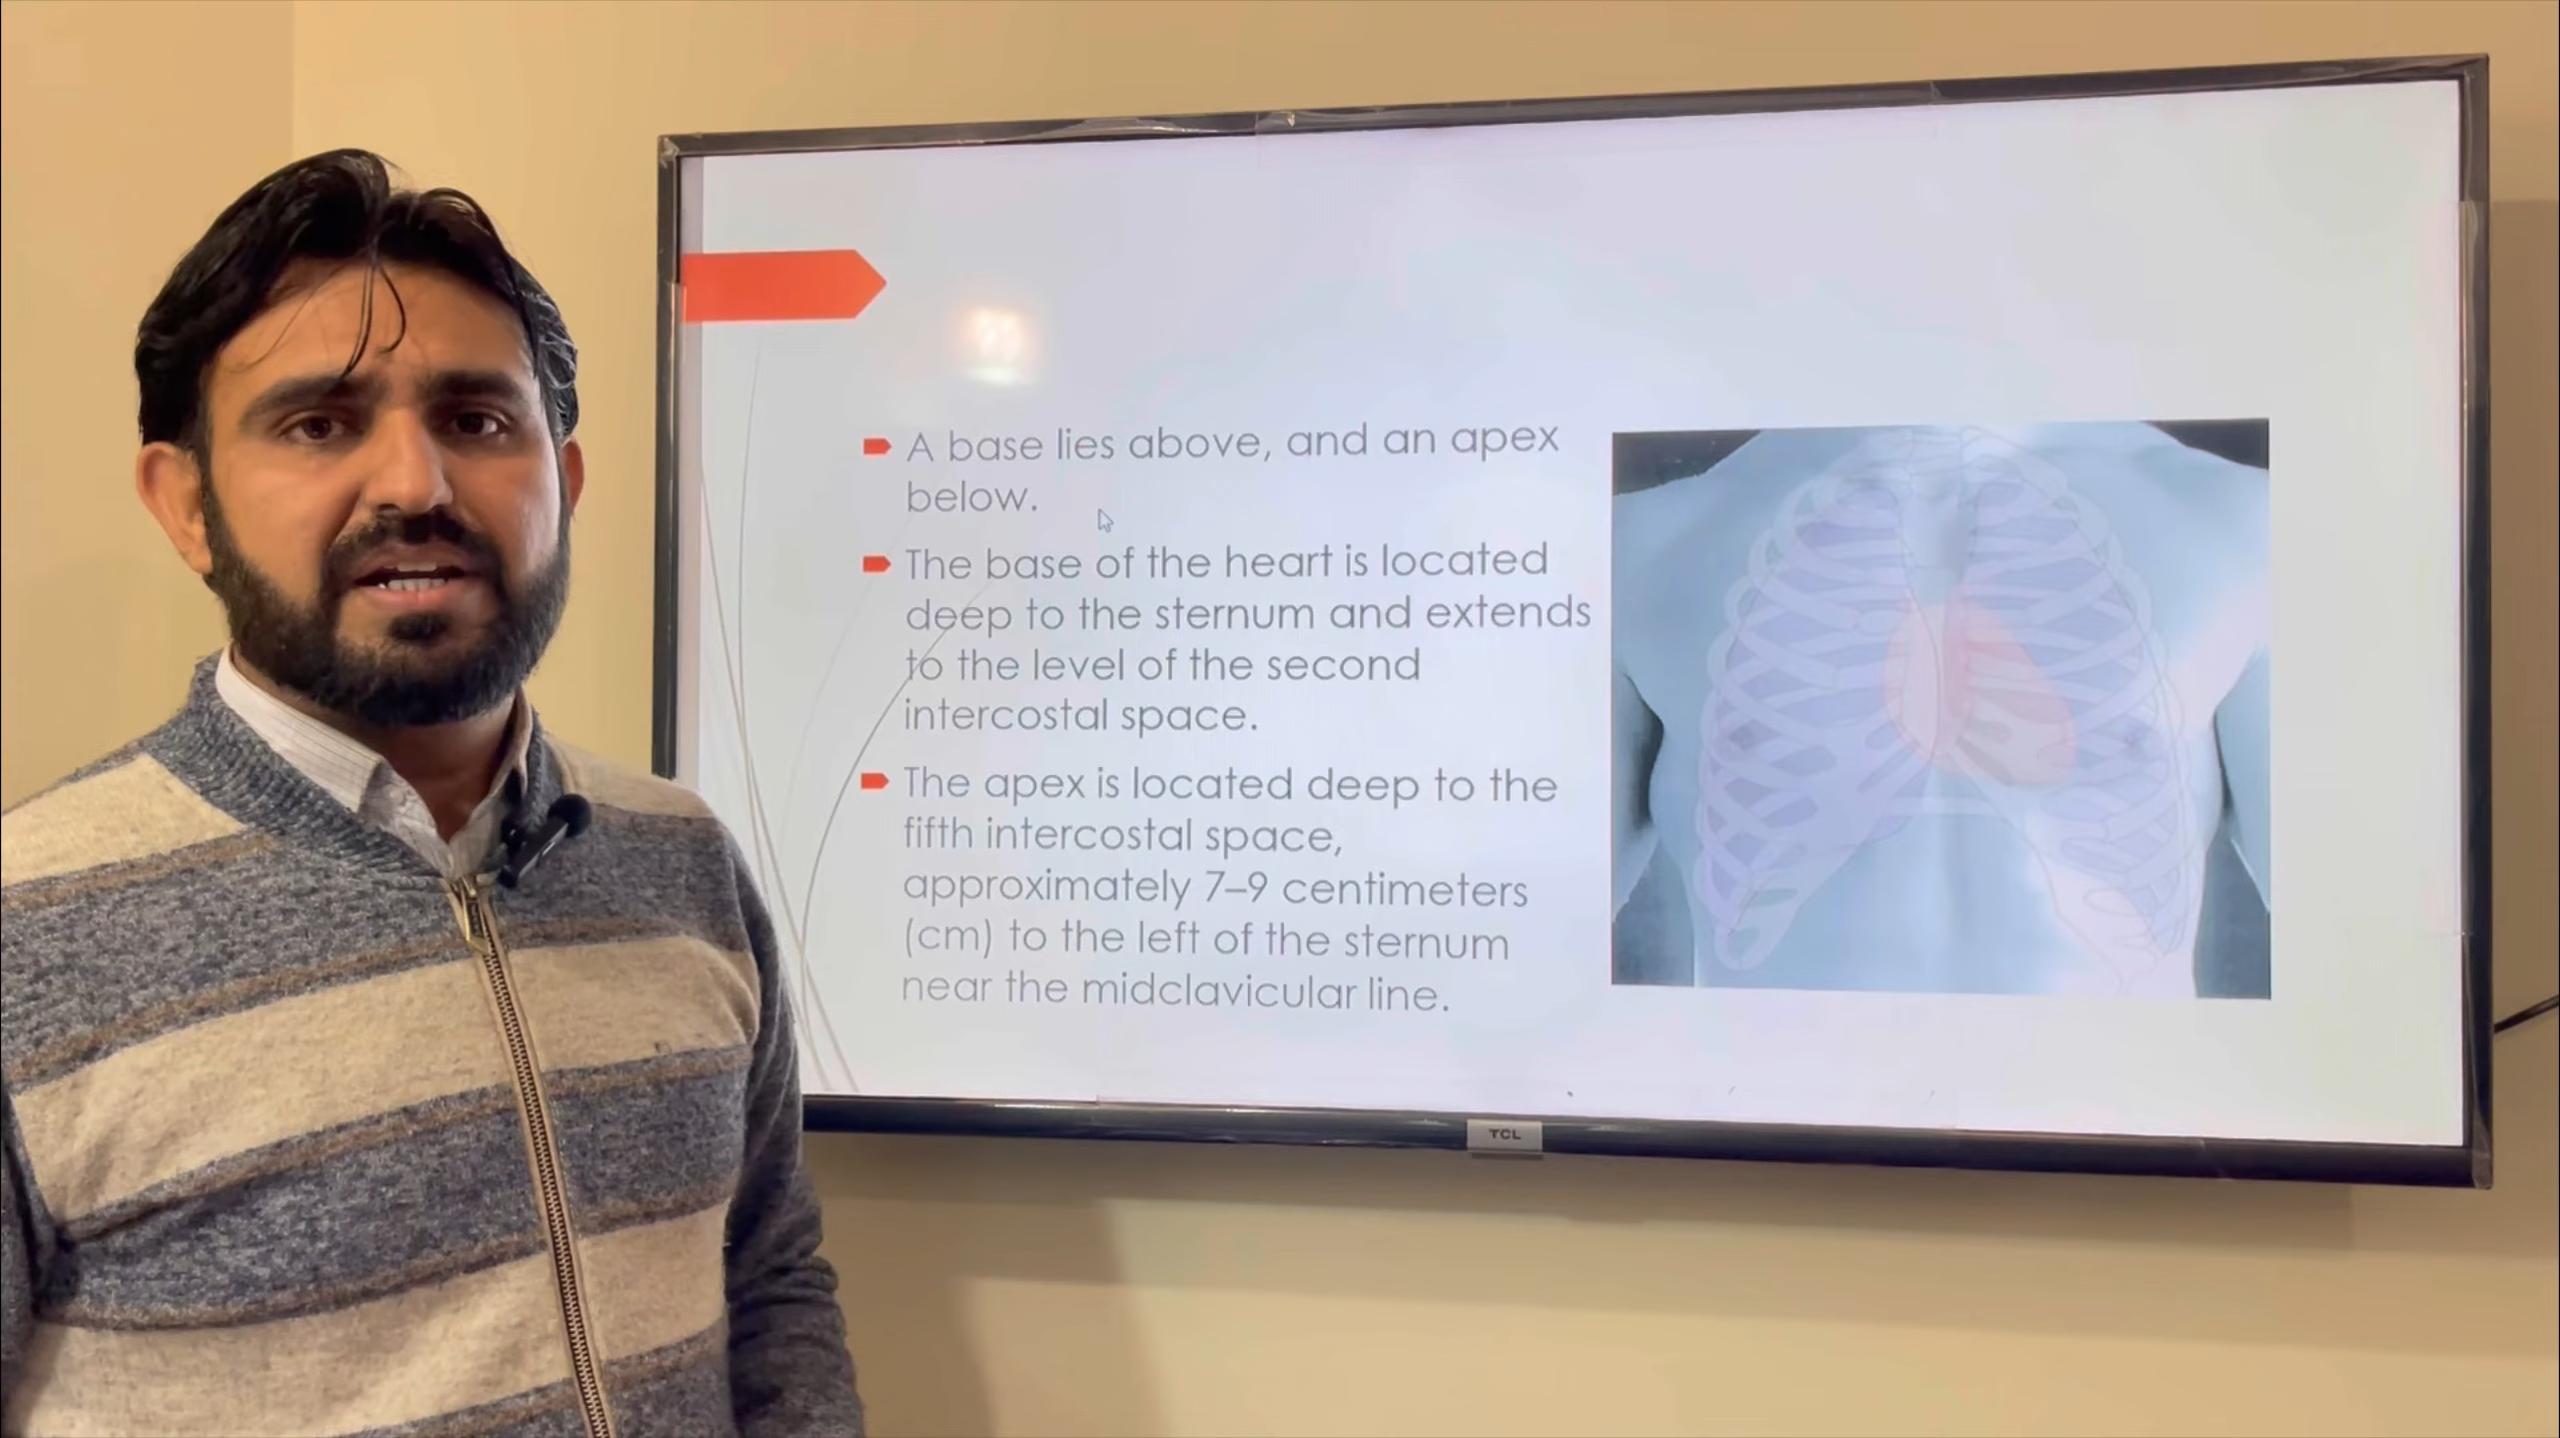 A base lies above, and an apex
below.
The base of the heart is located
deep to the sternum and extends
to the level of the second
intercostal space.
The apex is located deep to the
fifth intercostal space,
approximately 7–9 centimeters
(cm) to the left of the sternum
near the midclavicular line.
TCL